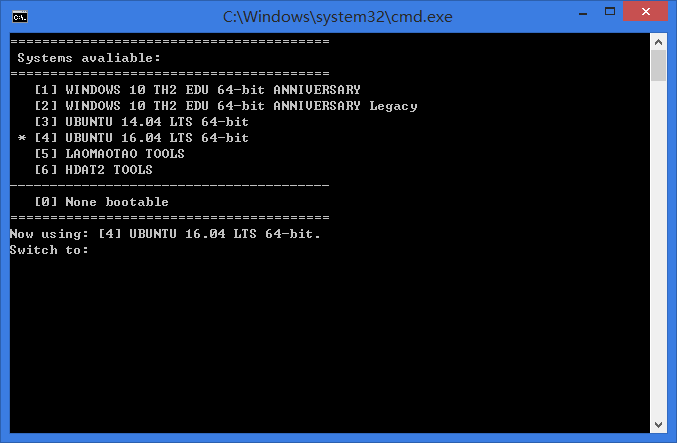 C:\Windows\system32\cmd.exe
========================================
Systems avaliable:
========================================
[1] WINDOWS 10 TH2 EDU 64-bit ANNIVERSARY
[2] WINDOWS 10 TH2 EDU 64-bit ANNIVERSARY Legacy
[3] UBUNTU 14.04 LTS 64-bit
* [4] UBUNTU 16.04 LTS 64-bit
[5] LAOMAOTAO TOOLS
[6] HDAT2 TOOLS
----------------------------------------
[0] None bootable
========================================
Now using: [4] UBUNTU 16.04 LTS 64-bit.
Switch to: